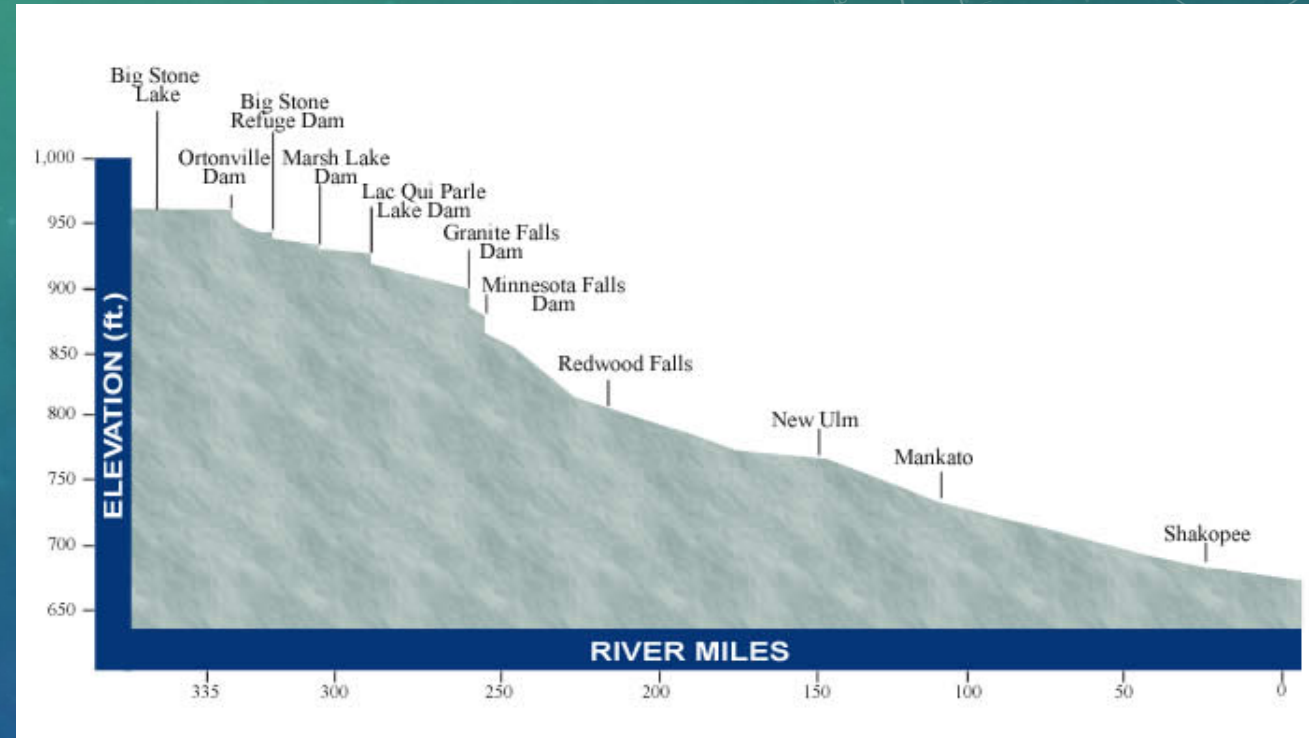 Big Stone
Lake
Big Stone
Refuge Dam
Ortonville
Dam
Marsh Lake
Dam
Lac Qui Parle
Lake Dam
Granite Falls
Dam
Minnesota Falls
Dam
Redwood Falls
New Ulm
Mankato
Shakopee
1,000
950
900
850
800
750
700
650
ELEVATION (ft.)
RIVER MILES
335
300
250
200
150
100
50
0